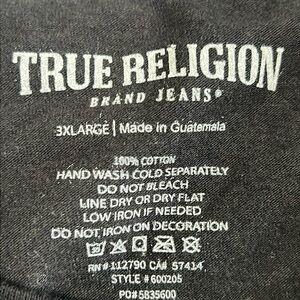 TRUE RELIGION
BRAND JEANS®
3XLARGE | Made in Guatemala
100% COTTON
HAND WASH COLD SEPARATELY
DO NOT BLEACH
LINE DRY OR DRY FLAT
LOW IRON IF NEEDED
DO NOT IRON ON DECORATION
RN# 112790 CA# 57414
STYLE # 600205
PO# 5835600